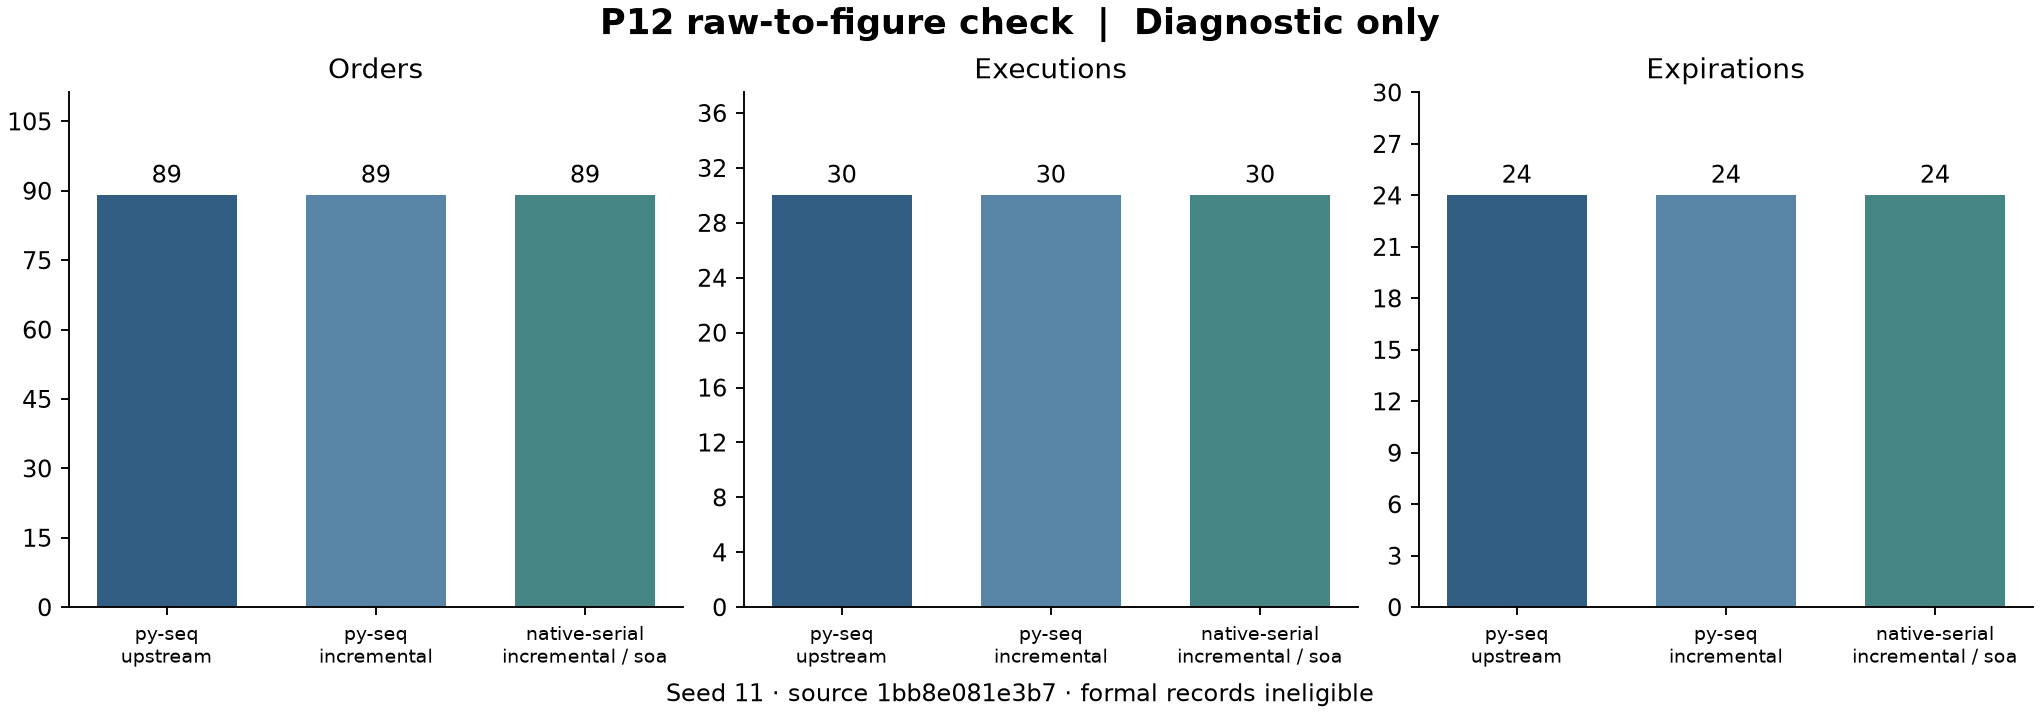 P12 raw-to-figure check | Diagnostic only
Orders
105
90
75
60
45
30
15
0
89
89
89
py-seq
upstream
py-seq
incremental
native-serial
incremental / soa
Executions
36
32
28
24
20
16
12
8
4
0
30
30
30
py-seq
upstream
py-seq
incremental
native-serial
incremental / soa
Expirations
30
27
24
21
18
15
12
9
6
3
0
24
24
24
py-seq
upstream
py-seq
incremental
native-serial
incremental / soa
Seed 11 · source 1bb8e081e3b7 · formal records ineligible